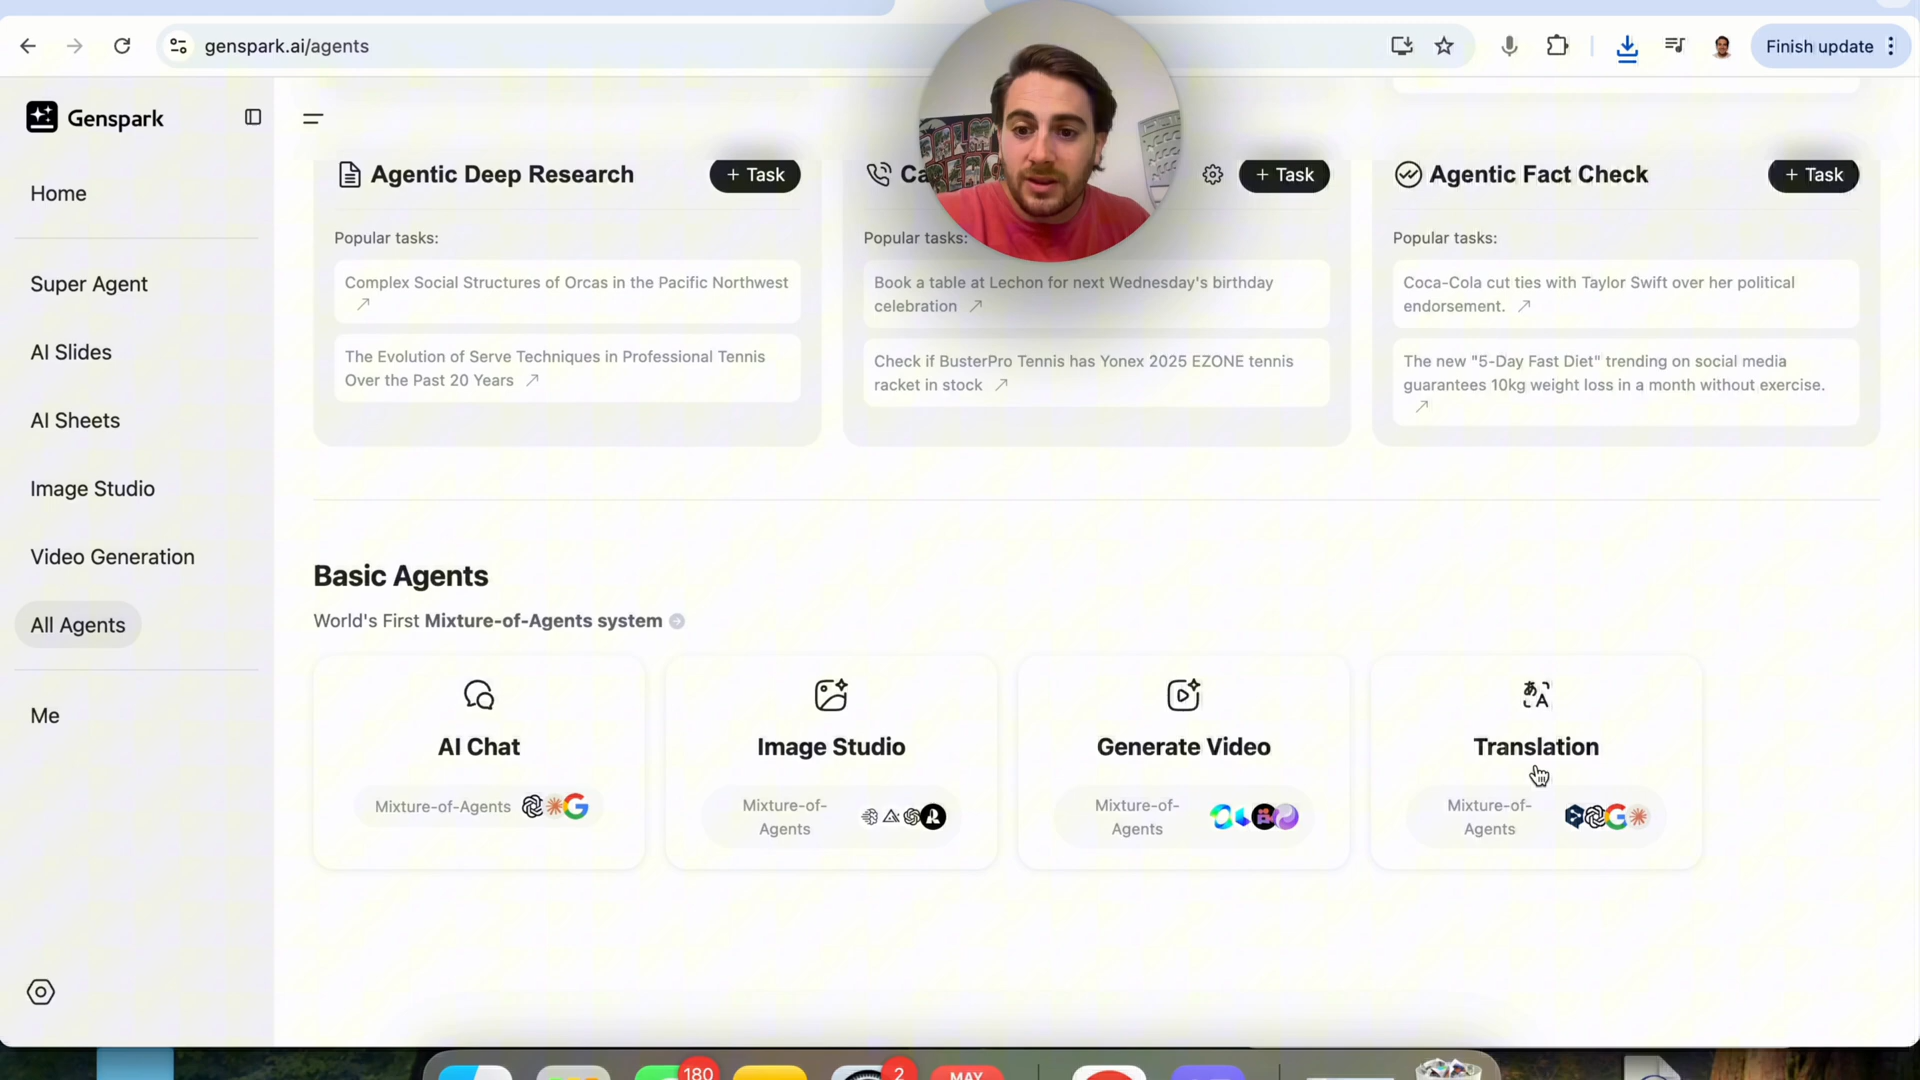 genspark.ai/agents
Finish update
Genspark
Home
Super Agent
AI Slides
AI Sheets
Image Studio
Video Generation
All Agents
Me
Agentic Deep Research
+ Task
Popular tasks:
Complex Social Structures of Orcas in the Pacific Northwest
The Evolution of Serve Techniques in Professional Tennis
Over the Past 20 Years
Ca
+ Task
Popular tasks:
Book a table at Lechon for next Wednesday's birthday
celebration
Check if BusterPro Tennis has Yonex 2025 EZONE tennis
racket in stock
Agentic Fact Check
+ Task
Popular tasks:
Coca-Cola cut ties with Taylor Swift over her political
endorsement.
The new "5-Day Fast Diet" trending on social media
guarantees 10kg weight loss in a month without exercise.
Basic Agents
World's First Mixture-of-Agents system
AI Chat
Mixture-of-Agents
Image Studio
Mixture-of-
Agents
Generate Video
Mixture-of-
Agents
Translation
Mixture-of-
Agents
180
2
MAY